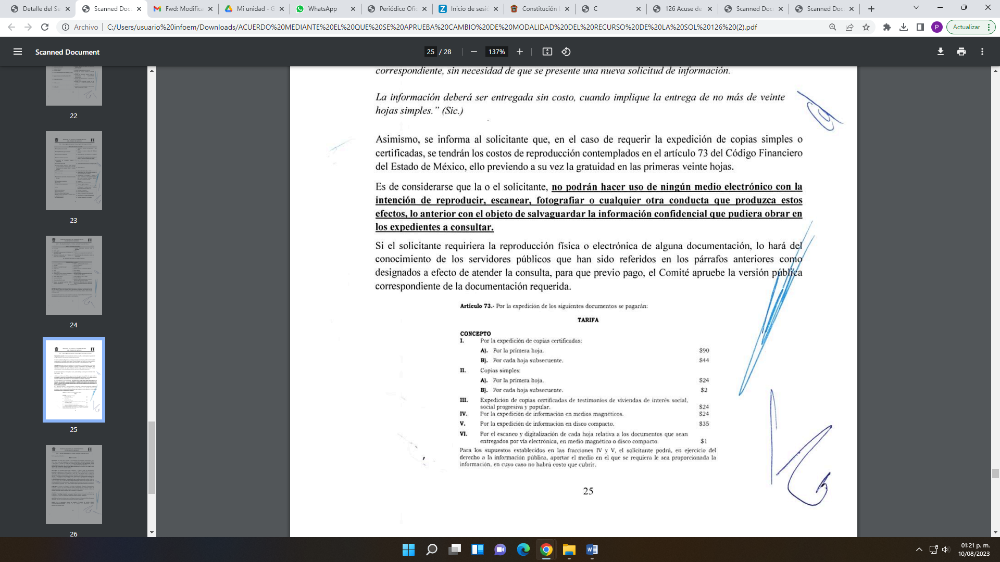 Detalle del Se
Scanned Docu
Fwd: Modifica
Mi unidad - G
WhatsApp
Periódico Ofic
Inicio de sesió
Constitución
C
126 Acuse de
Scanned Doc
Scanned Doc
Archivo
C:/Users/usuario%20infoem/Downloads/ACUERDO%20MEDIANTE%20EL%20QUE%20SE%20APRUEBA%20CAMBIO%20DE%20MODALIDAD%20DEL%20RECURSO%20DE%20LA%20SOL%20126%20(2).pdf
P
Actualizar
Scanned Document
25 / 28
137%
22
23
24
25
26
correspondiente, sin necesidad de que se presente una nueva solicitud de información.
La información deberá ser entregada sin costo, cuando implique la entrega de no más de veinte
hojas simples.” (Sic.)
Asimismo, se informa al solicitante que, en el caso de requerir la expedición de copias simples o
certificadas, se tendrán los costos de reproducción contemplados en el artículo 73 del Código Financiero
del Estado de México, ello previendo a su vez la gratuidad en las primeras veinte hojas.
Es de considerarse que la o el solicitante, no podrán hacer uso de ningún medio electrónico con la
intención de reproducir, escanear, fotografiar o cualquier otra conducta que produzca estos
efectos, lo anterior con el objeto de salvaguardar la información confidencial que pudiera obrar en
los expedientes a consultar.
Si el solicitante requiriera la reproducción física o electrónica de alguna documentación, lo hará del
conocimiento de los servidores públicos que han sido referidos en los párrafos anteriores como
designados a efecto de atender la consulta, para que previo pago, el Comité apruebe la versión pública
correspondiente de la documentación requerida.
Artículo 73.- Por la expedición de los siguientes documentos se pagarán:
TARIFA
CONCEPTO
I. Por la expedición de copias certificadas:
A). Por la primera hoja. $90
B). Por cada hoja subsecuente. $44
II. Copias simples:
A). Por la primera hoja. $24
B). Por cada hoja subsecuente. $2
III. Expedición de copias certificadas de testimonios de viviendas de interés social,
social progresiva y popular. $24
IV. Por la expedición de información en medios magnéticos. $24
V. Por la expedición de información en disco compacto. $35
VI. Por el escaneo y digitalización de cada hoja relativa a los documentos que sean
entregados por vía electrónica, en medio magnético o disco compacto. $1
Para los supuestos establecidos en las fracciones IV y V, el solicitante podrá, en ejercicio del
derecho a la información pública, aportar el medio en el que se requiera le sea proporcionada la
información, en cuyo caso no habrá costo que cubrir.
25
01:21 p. m.
10/08/2023